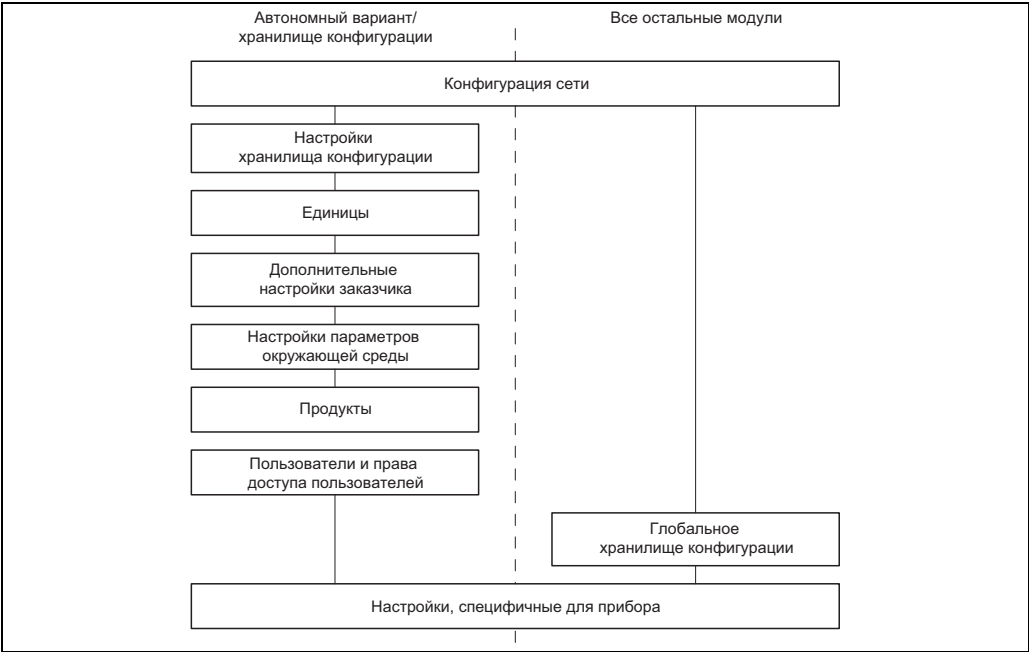 Автономный вариант/
хранилище конфигурации
Все остальные модули
Конфигурация сети
Настройки
хранилища конфигурации
Единицы
Дополнительные
настройки заказчика
Настройки параметров
окружающей среды
Продукты
Пользователи и права
доступа пользователей
Глобальное
хранилище конфигурации
Настройки, специфичные для прибора